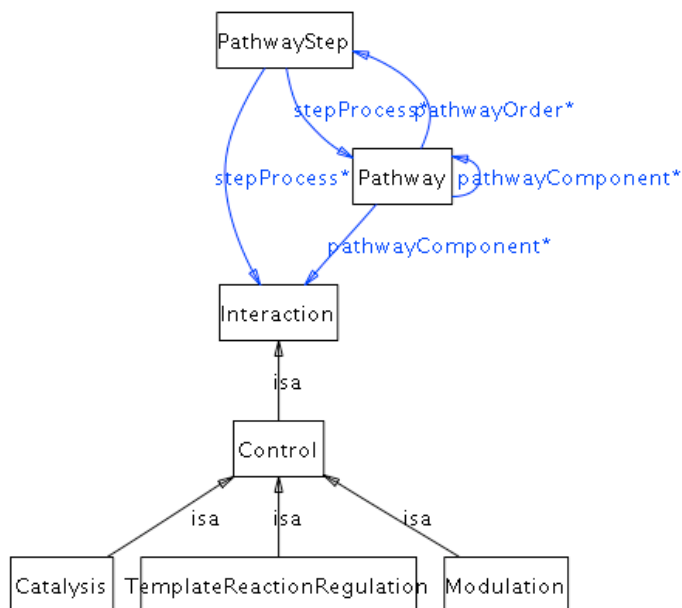 PathwayStep
stepProcess* pathwayOrder*
stepProcess*
Pathway
pathwayComponent*
pathwayComponent*
Interaction
isa
Control
isa isa isa
Catalysis TemplateReactionRegulation Modulation